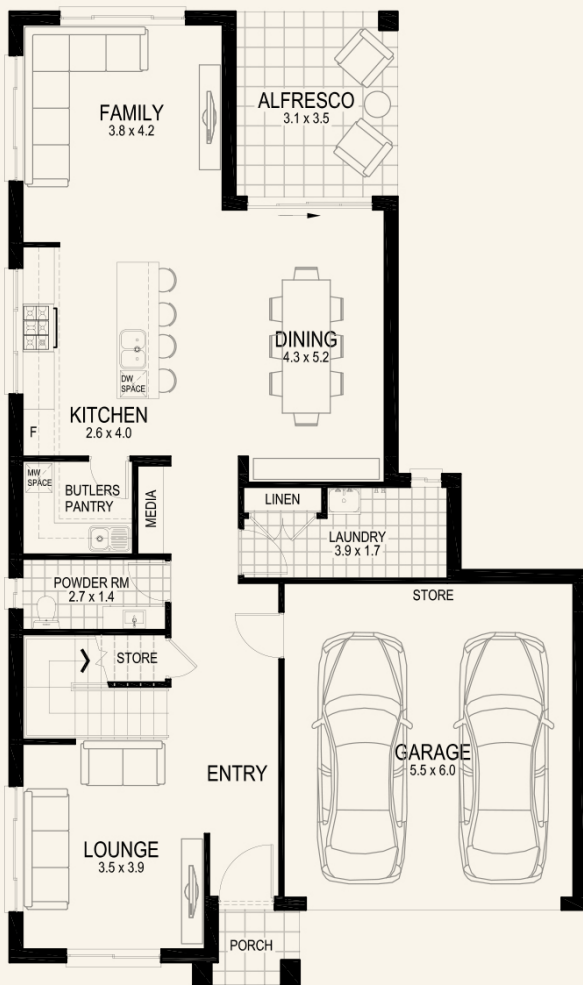 FAMILY
3.8 x 4.2
ALFRESCO
3.1 x 3.5
DINING
4.3 x 5.2
DW
SPACE
KITCHEN
2.6 x 4.0
F
MW
SPACE
BUTLERS
PANTRY
MEDIA
LINEN
LAUNDRY
3.9 x 1.7
POWDER RM
2.7 x 1.4
STORE
STORE
GARAGE
5.5 x 6.0
ENTRY
LOUNGE
3.5 x 3.9
PORCH